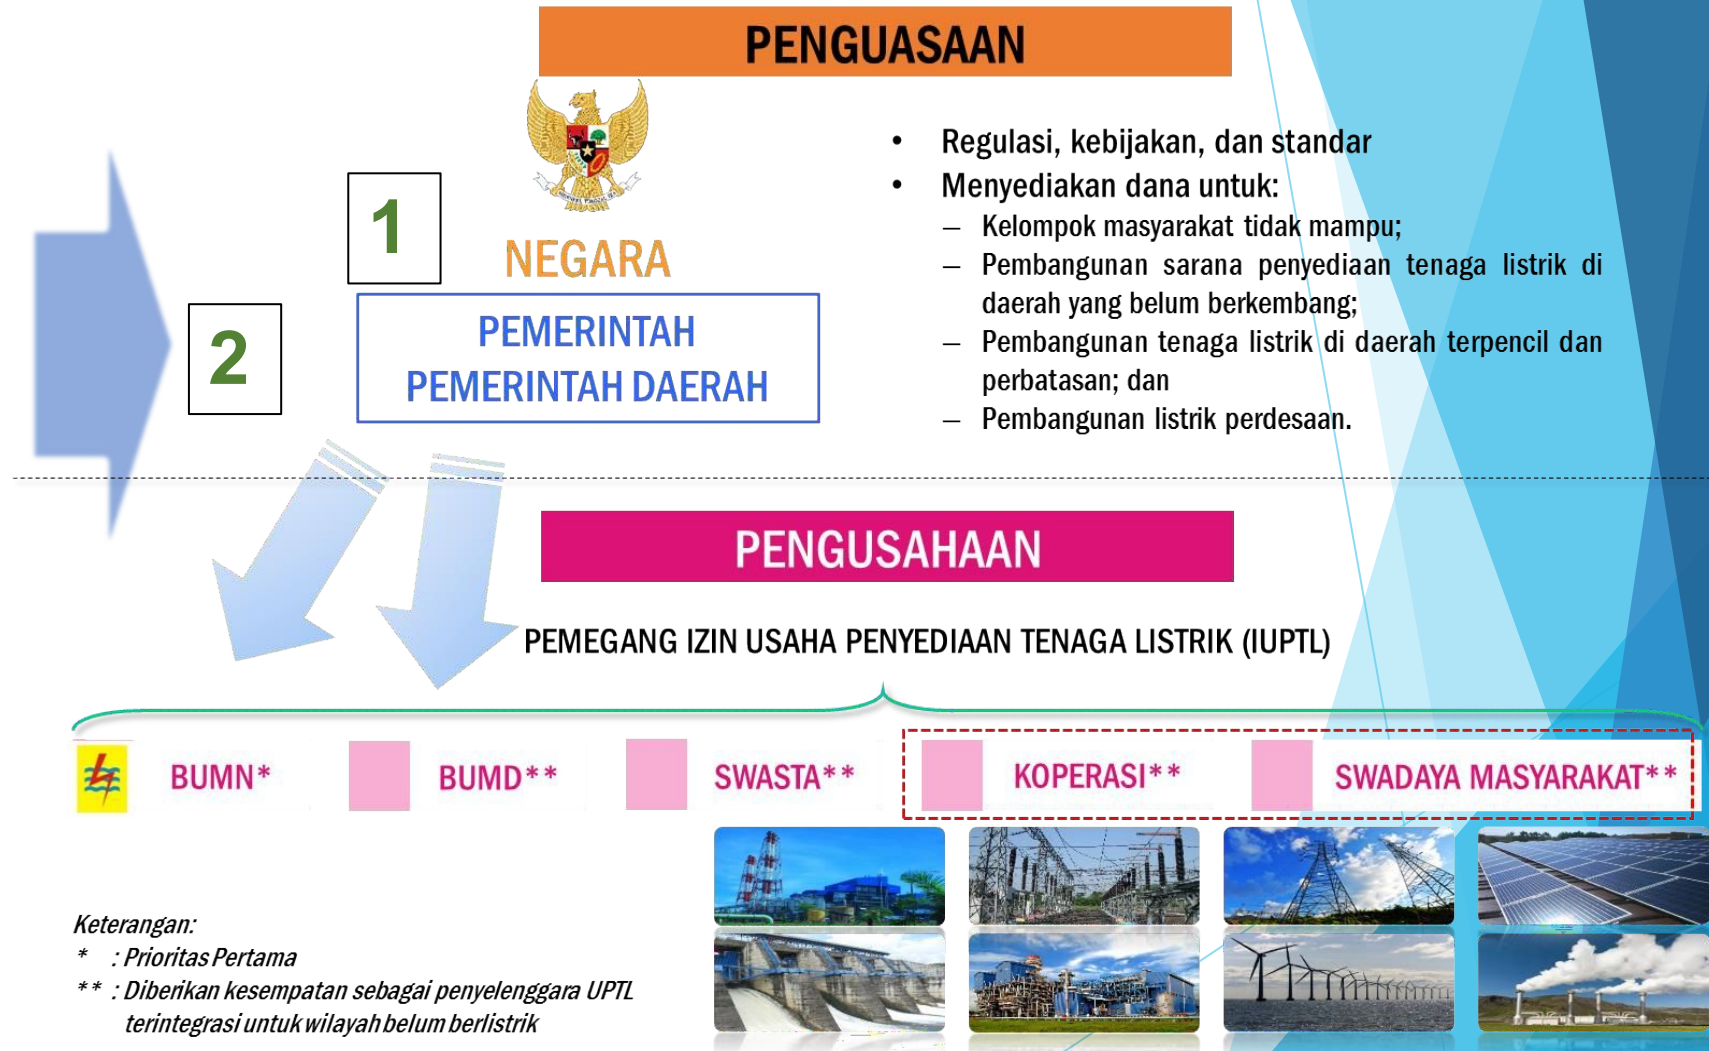 PENGUASAAN
1
NEGARA
2
PEMERINTAH
PEMERINTAH DAERAH
• Regulasi, kebijakan, dan standar
• Menyediakan dana untuk:
– Kelompok masyarakat tidak mampu;
– Pembangunan sarana penyediaan tenaga listrik di
daerah yang belum berkembang;
– Pembangunan tenaga listrik di daerah terpencil dan
perbatasan; dan
– Pembangunan listrik perdesaan.
PENGUSAHAAN
PEMEGANG IZIN USAHA PENYEDIAAN TENAGA LISTRIK (IUPTL)
BUMN* BUMD** SWASTA** KOPERASI** SWADAYA MASYARAKAT**
Keterangan:
* : Prioritas Pertama
** : Diberikan kesempatan sebagai penyelenggara UPTL
terintegrasi untuk wilayah belum berlistrik